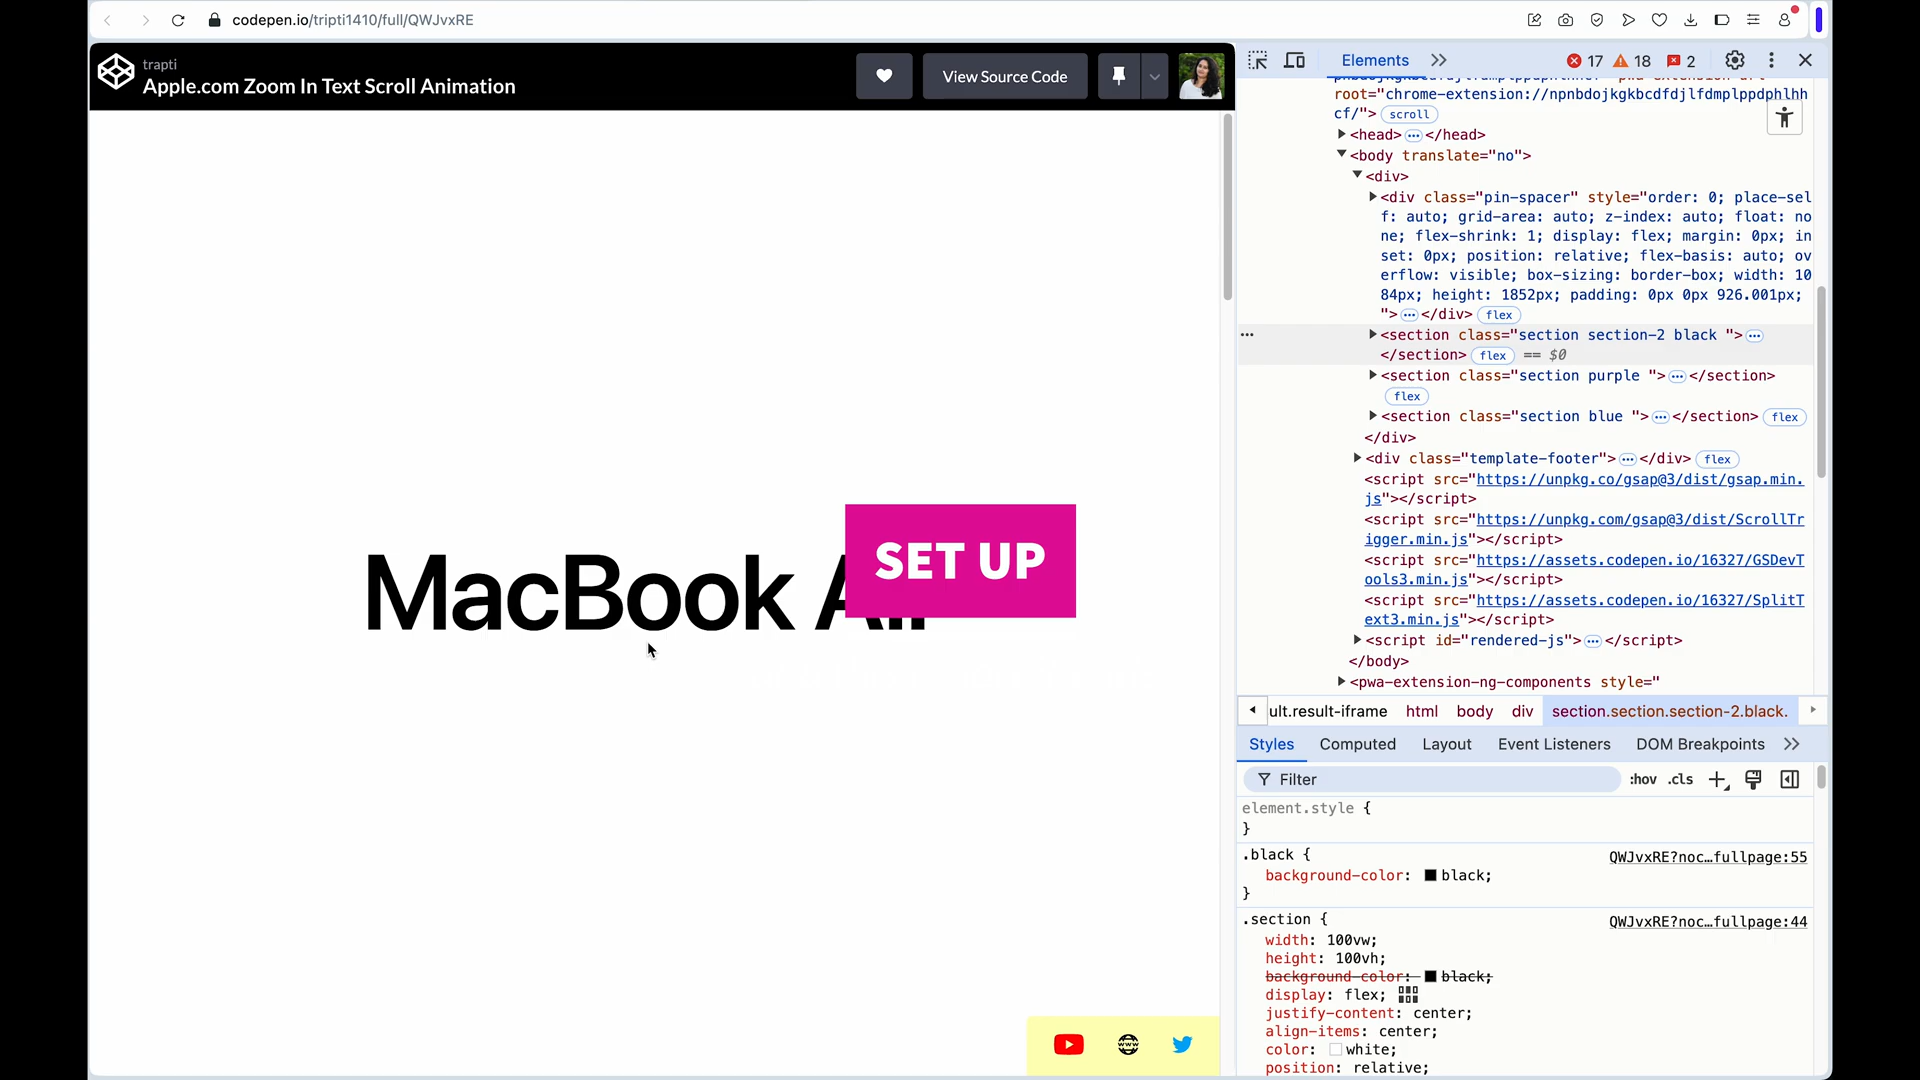 codepen.io/tripti1410/full/QWJvxRE
trapti
Apple.com Zoom In Text Scroll Animation
View Source Code
MacBook
SET UP
Elements
17
18
2
root="chrome-extension://npnbdojkgkbcdfdjlfdmplppdphlhh
cf/"> scroll
<head> </head>
<body translate="no">
<div>
<div class="pin-spacer" style="order: 0; place-sel
f: auto; grid-area: auto; z-index: auto; float: no
ne; flex-shrink: 1; display: flex; margin: 0px; in
set: 0px; position: relative; flex-basis: auto; ov
erflow: visible; box-sizing: border-box; width: 10
84px; height: 1852px; padding: 0px 0px 926.001px;
"> </div> flex
<section class="section section-2 black ">
</section> flex == $0
<section class="section purple "> </section>
flex
<section class="section blue "> </section> flex
</div>
<div class="template-footer"> </div> flex
<script src="https://unpkg.co/gsap@3/dist/gsap.min.
js"></script>
<script src="https://unpkg.com/gsap@3/dist/ScrollTr
igger.min.js"></script>
<script src="https://assets.codepen.io/16327/GSDevT
ools3.min.js"></script>
<script src="https://assets.codepen.io/16327/SplitT
ext3.min.js"></script>
<script id="rendered-js"> </script>
</body>
<pwa-extension-ng-components style="
ult.result-iframe html body div section.section.section-2.black.
Styles Computed Layout Event Listeners DOM Breakpoints
Filter
:hov .cls
element.style {
}
.black { QWJvxRE?noc…fullpage:55
background-color: black;
}
.section { QWJvxRE?noc…fullpage:44
width: 100vw;
height: 100vh;
background-color: black;
display: flex;
justify-content: center;
align-items: center;
color: white;
position: relative;